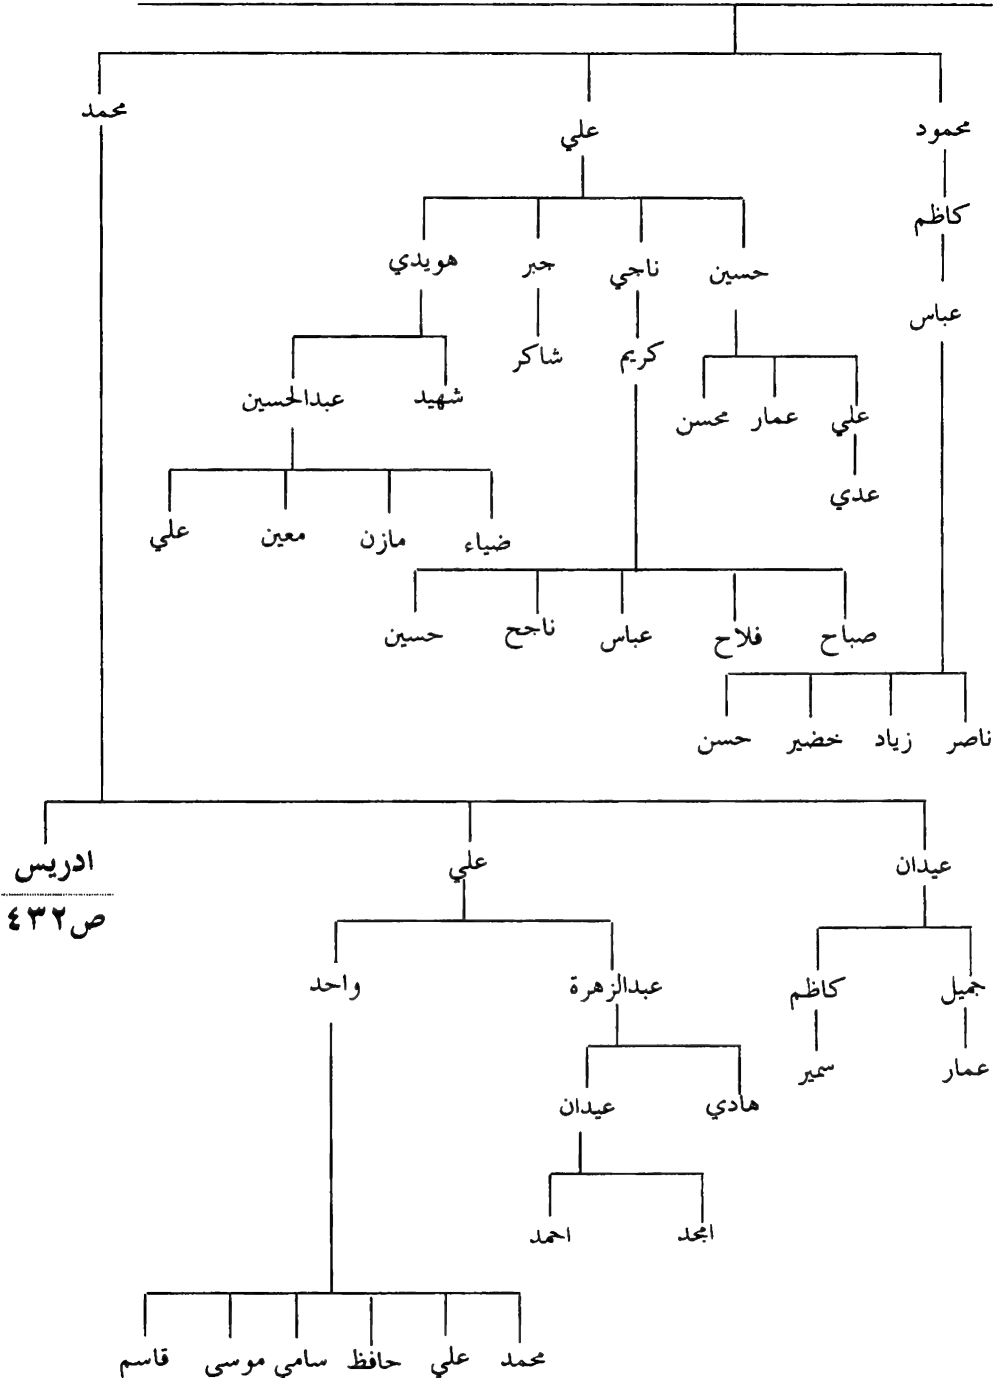 محمود علي محمد
كاظم
حسين ناجي جبر هويدي
عباس
كريم شاكر
علي عمار محسن شهيد عبدالحسين
عدي
ضياء مازن معين علي
صباح فلاح عباس ناجح حسين
ناصر زياد خضير حسن
عيدان علي ادريس
ص٤٣٢
جميل كاظم عبدالزهرة واحد
عمار سمير
هادي عيدان
امجد احمد
محمد علي حافظ سامي موسى قاسم